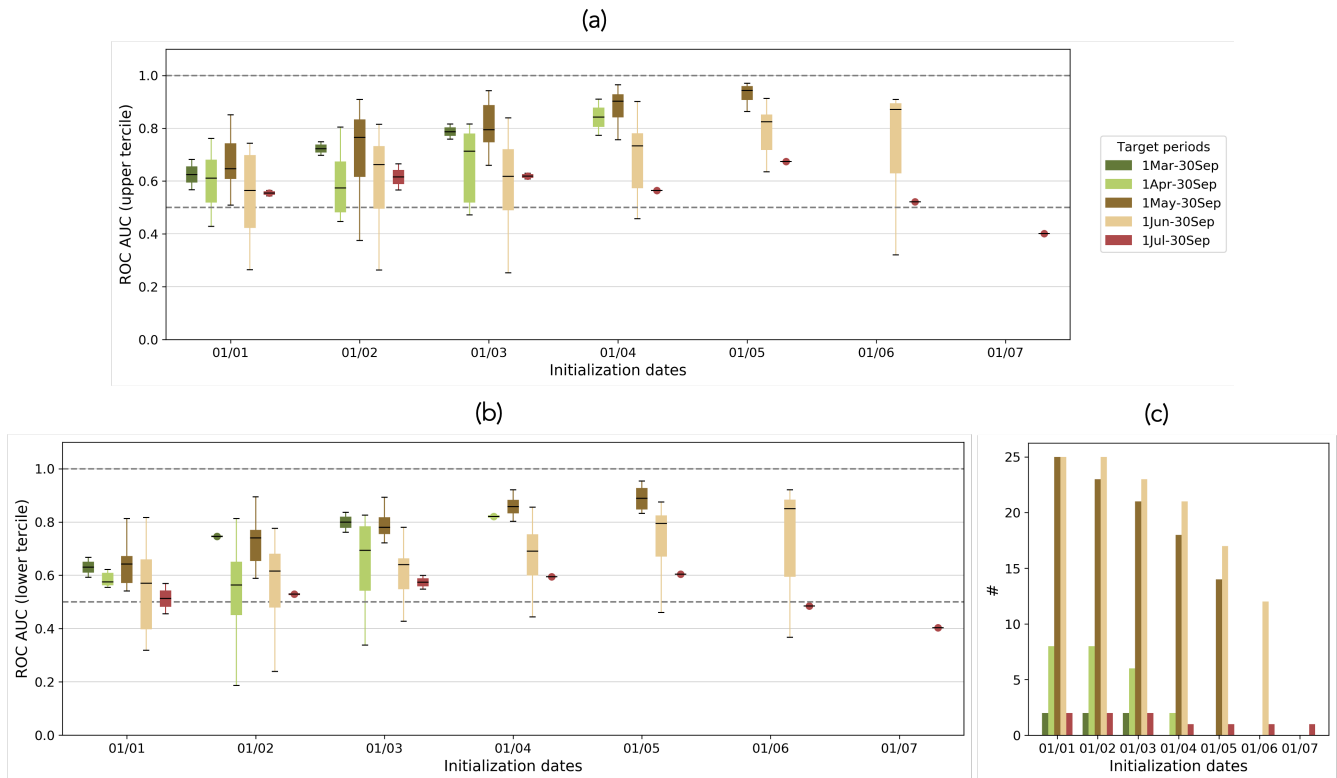 (a)
ROC AUC (upper tercile)
1.0
0.8
0.6
0.4
0.2
0.0
01/01 01/02 01/03 01/04 01/05 01/06 01/07
Initialization dates
Target periods
1Mar-30Sep
1Apr-30Sep
1May-30Sep
1Jun-30Sep
1Jul-30Sep
(b)
ROC AUC (lower tercile)
1.0
0.8
0.6
0.4
0.2
0.0
01/01 01/02 01/03 01/04 01/05 01/06 01/07
Initialization dates
(c)
#
25
20
15
10
5
0
01/01 01/02 01/03 01/04 01/05 01/06 01/07
Initialization dates